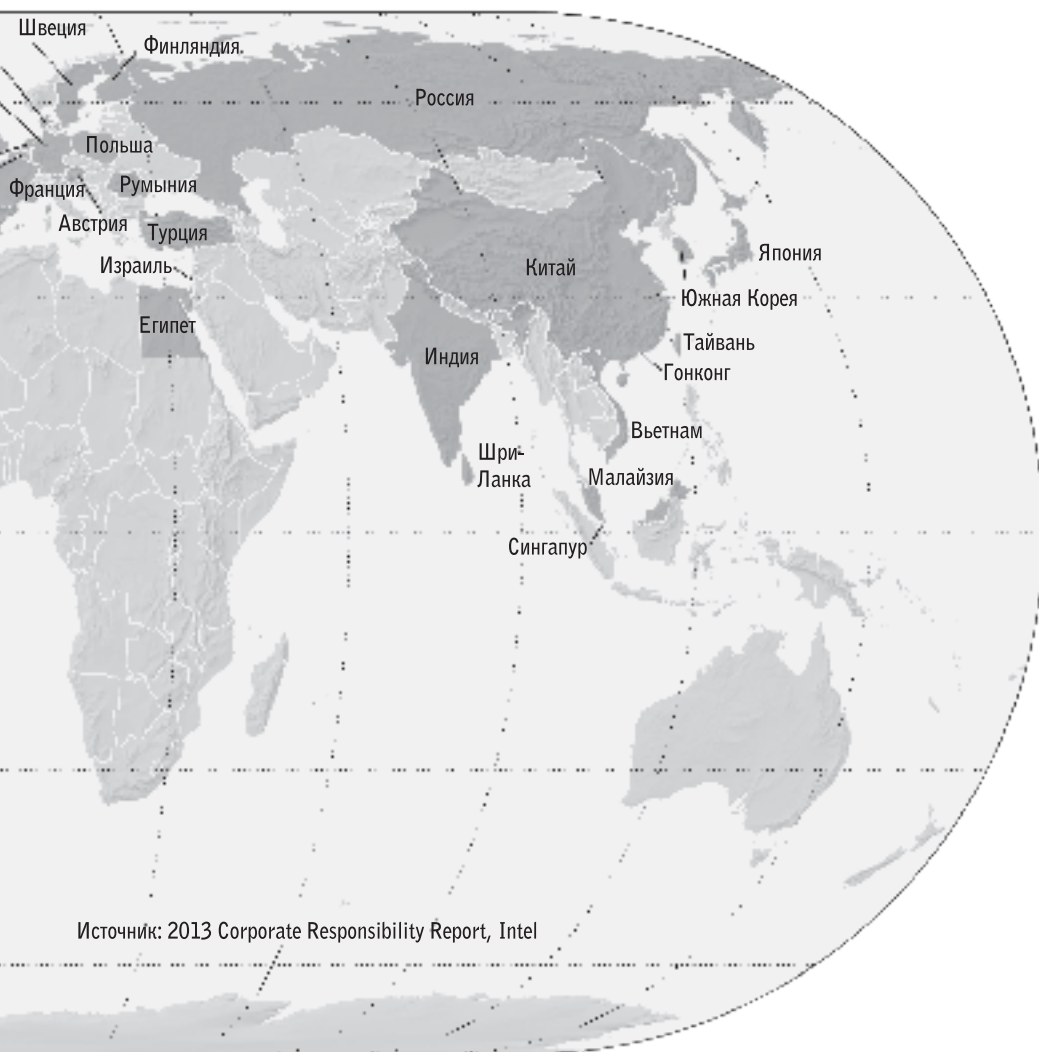 Швеция
Финляндия
Россия
Польша
Франция
Румыния
Австрия
Турция
Израиль
Египет
Китай
Япония
Южная Корея
Тайвань
Гонконг
Индия
Вьетнам
Шри-
Ланка
Малайзия
Сингапур
Источник: 2013 Corporate Responsibility Report, Intel